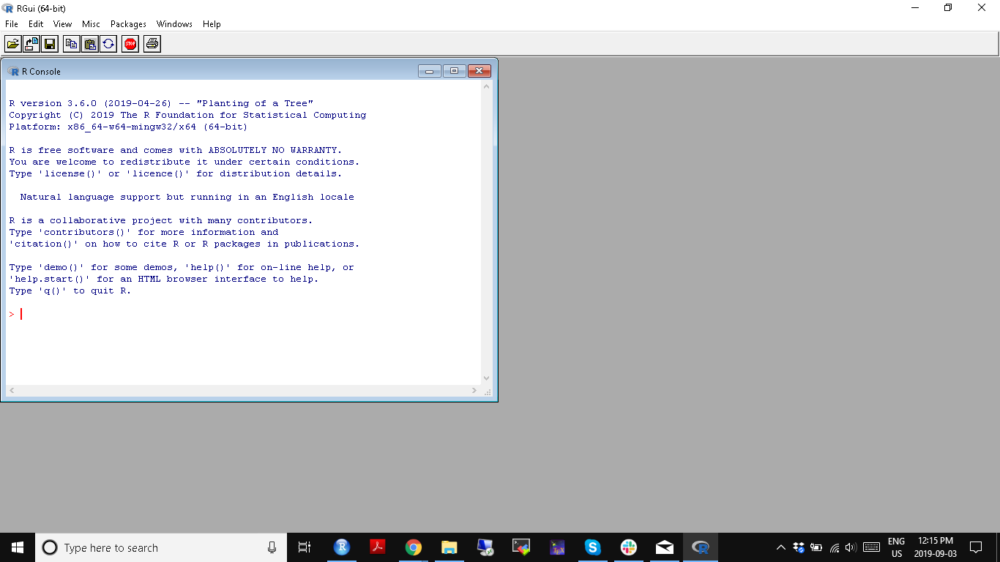 RGui (64-bit)
File Edit View Misc Packages Windows Help
STOP
R Console
R version 3.6.0 (2019-04-26) -- "Planting of a Tree"
Copyright (C) 2019 The R Foundation for Statistical Computing
Platform: x86_64-w64-mingw32/x64 (64-bit)
R is free software and comes with ABSOLUTELY NO WARRANTY.
You are welcome to redistribute it under certain conditions.
Type 'license()' or 'licence()' for distribution details.
Natural language support but running in an English locale
R is a collaborative project with many contributors.
Type 'contributors()' for more information and
'citation()' on how to cite R or R packages in publications.
Type 'demo()' for some demos, 'help()' for on-line help, or
'help.start()' for an HTML browser interface to help.
Type 'q()' to quit R.
>
Type here to search
ENG
US
12:15 PM
2019-09-03